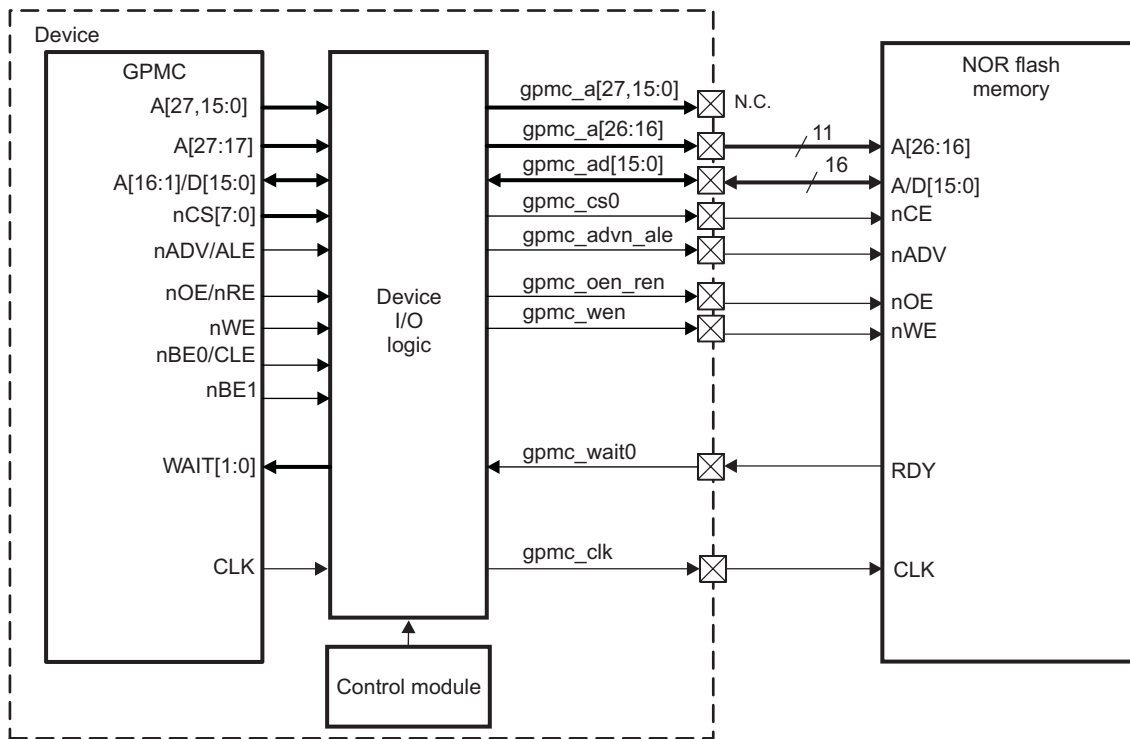 Device
GPMC
A[27,15:0]
A[27:17]
A[16:1]/D[15:0]
nCS[7:0]
nADV/ALE
nOE/nRE
nWE
nBE0/CLE
nBE1
WAIT[1:0]
CLK
Device
I/O
logic
Control module
gpmc_a[27,15:0]
gpmc_a[26:16]
gpmc_ad[15:0]
gpmc_cs0
gpmc_advn_ale
gpmc_oen_ren
gpmc_wen
gpmc_wait0
gpmc_clk
N.C.
11
16
NOR flash
memory
A[26:16]
A/D[15:0]
nCE
nADV
nOE
nWE
RDY
CLK